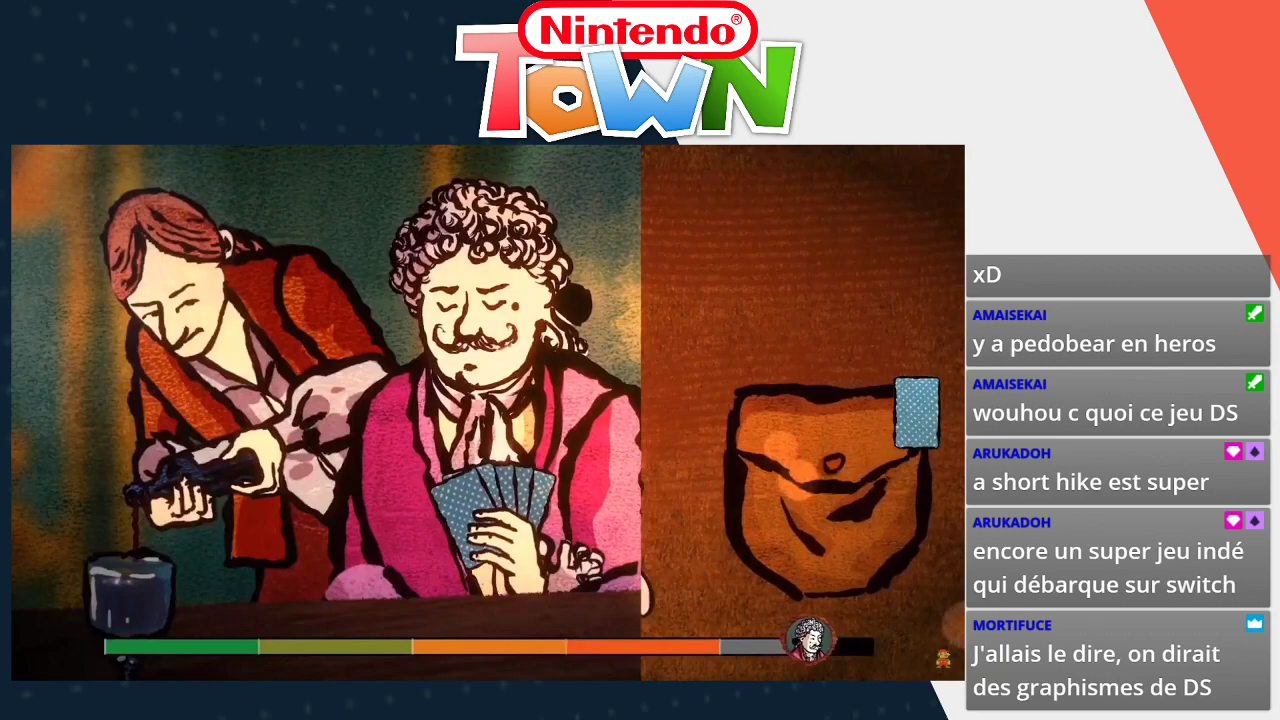 Nintendo®
TOWN
xD
AMAISEKAI
y a pedobear en heros
AMAISEKAI
wouhou c quoi ce jeu DS
ARUKADOH
a short hike est super
ARUKADOH
encore un super jeu indé
qui débarque sur switch
MORTIFUCE
J'allais le dire, on dirait
des graphismes de DS